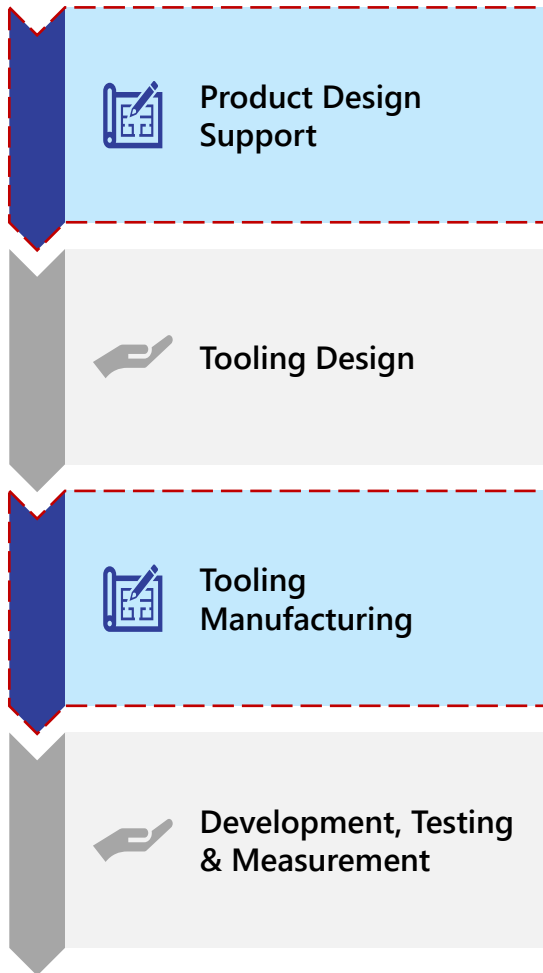 Product Design
Support
Tooling Design
Tooling
Manufacturing
Development, Testing
& Measurement